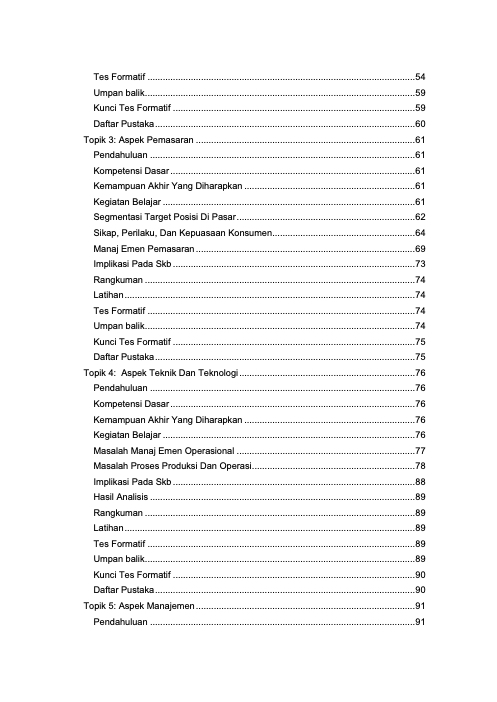 Tes Formatif ........................................................................................................54
Umpan balik.........................................................................................................59
Kunci Tes Formatif ..............................................................................................59
Daftar Pustaka.....................................................................................................60
Topik 3: Aspek Pemasaran .....................................................................................61
Pendahuluan .......................................................................................................61
Kompetensi Dasar...............................................................................................61
Kemampuan Akhir Yang Diharapkan ..................................................................61
Kegiatan Belajar ..................................................................................................61
Segmentasi Target Posisi Di Pasar.....................................................................62
Sikap, Perilaku, Dan Kepuasaan Konsumen.......................................................64
Manaj Emen Pemasaran.....................................................................................69
Implikasi Pada Skb ..............................................................................................73
Rangkuman .........................................................................................................74
Latihan.................................................................................................................74
Tes Formatif ........................................................................................................74
Umpan balik.........................................................................................................74
Kunci Tes Formatif ..............................................................................................75
Daftar Pustaka.....................................................................................................75
Topik 4:  Aspek Teknik Dan Teknologi....................................................................76
Pendahuluan .......................................................................................................76
Kompetensi Dasar...............................................................................................76
Kemampuan Akhir Yang Diharapkan ..................................................................76
Kegiatan Belajar ..................................................................................................76
Masalah Manaj Emen Operasional .....................................................................77
Masalah Proses Produksi Dan Operasi...............................................................78
Implikasi Pada Skb ..............................................................................................88
Hasil Analisis .......................................................................................................89
Rangkuman .........................................................................................................89
Latihan.................................................................................................................89
Tes Formatif ........................................................................................................89
Umpan balik.........................................................................................................89
Kunci Tes Formatif ..............................................................................................90
Daftar Pustaka.....................................................................................................90
Topik 5: Aspek Manajemen.....................................................................................91
Pendahuluan .......................................................................................................91